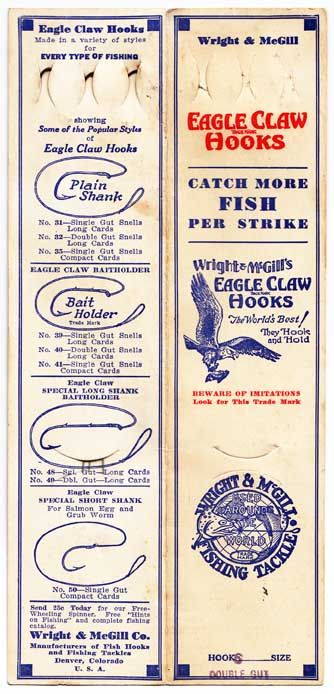 Eagle Claw Hooks
Made in a variety of styles
for
EVERY TYPE OF FISHING
showing
Some of the Popular Styles
of
Eagle Claw Hooks
Plain
Shank
No. 31—Single Gut Snells
Long Cards
No. 32—Double Gut Snells
Long Cards
No. 35—Single Gut Snells
Compact Cards
EAGLE CLAW BAITHOLDER
Bait
Holder
Trade Mark
No. 39—Single Gut Snells
Long Cards
No. 40—Double Gut Snells
Long Cards
No. 41—Single Gut Snells
Compact Cards
Eagle Claw
SPECIAL LONG SHANK
BAITHOLDER
No. 48—Sgl. Gut—Long Cards
No. 49—Dbl. Gut—Long Cards
Eagle Claw
SPECIAL SHORT SHANK
For Salmon Egg and
Grub Worm
No. 50—Single Gut
Compact Cards
Send 25c Today for our Free-
Wheeling Spinner. Free "Hints
on Fishing" and complete fishing
catalog.
Wright & McGill Co.
Manufacturers of Fish Hooks
and Fishing Tackles
Denver, Colorado
U. S. A.
Wright & McGill
EAGLE CLAW
TRADE MARK
HOOKS
CATCH MORE
FISH
PER STRIKE
Wright & McGill's
EAGLE CLAW
TRADE MARK
HOOKS
The World's Best!
They Hook
and Hold
BEWARE OF IMITATIONS
Look for This Trade Mark
WRIGHT & McGILL
USED
AROUND
THE
WORLD
FISHING TACKLES
HOOKS SIZE
DOUBLE GUT